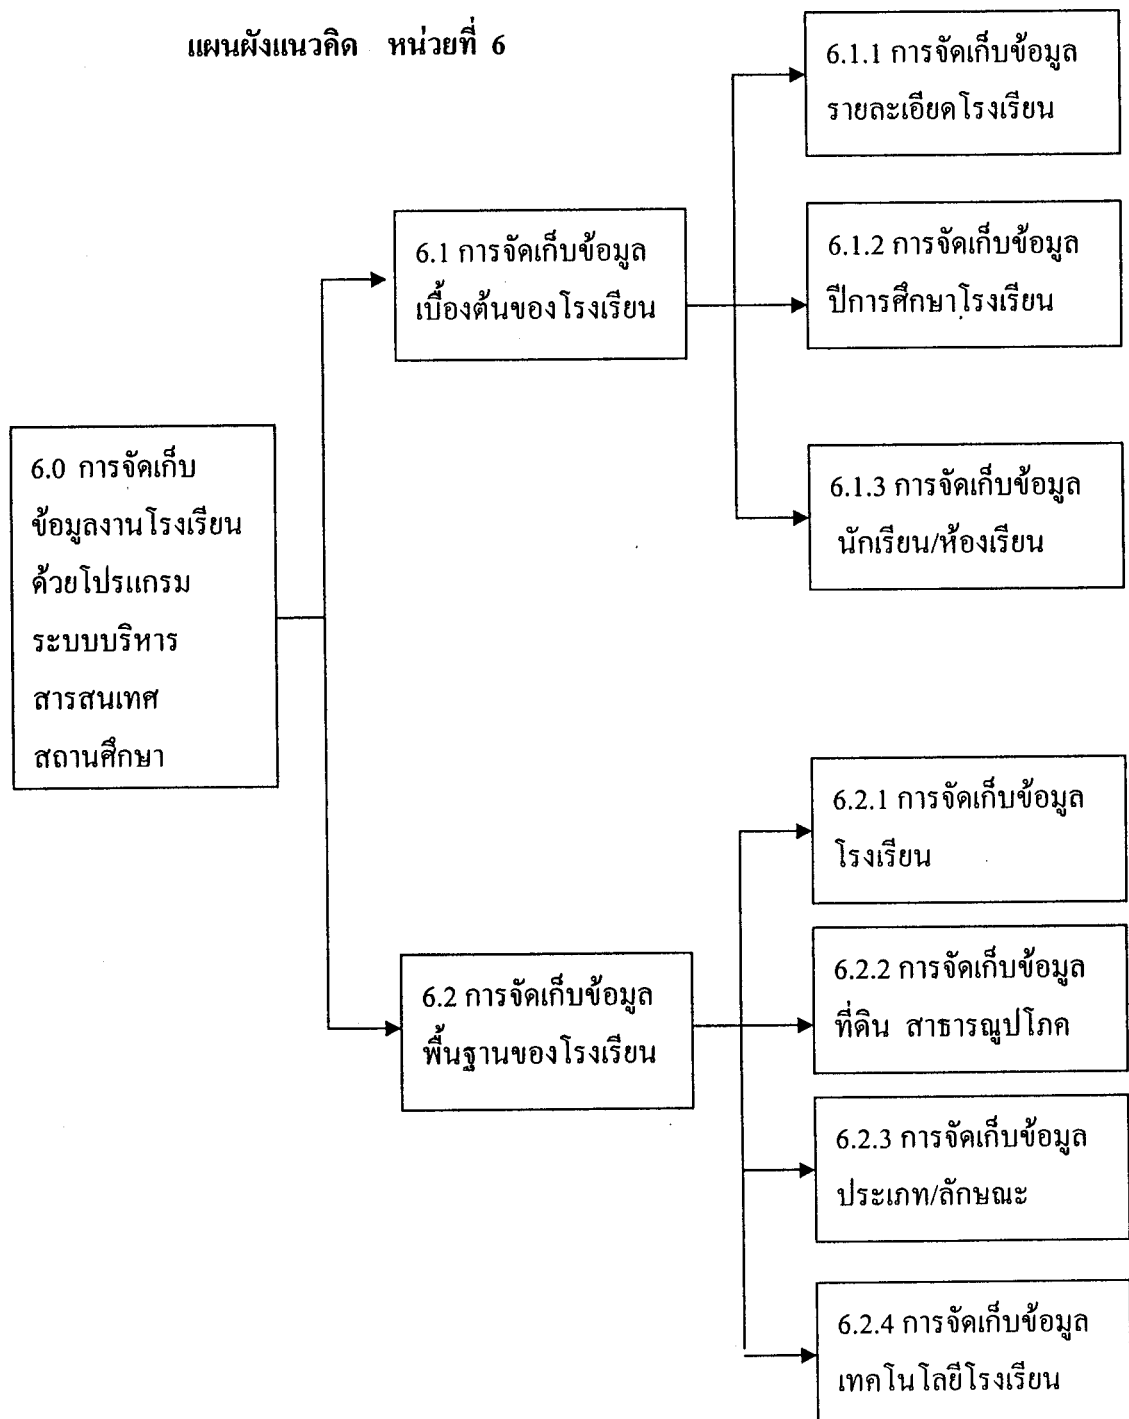 แผนผังแนวคิด หน่วยที่ 6
6.0 การจัดเก็บ
ข้อมูลงานโรงเรียน
ด้วยโปรแกรม
ระบบบริหาร
สารสนเทศ
สถานศึกษา
6.1 การจัดเก็บข้อมูล
เบื้องต้นของโรงเรียน
6.1.1 การจัดเก็บข้อมูล
รายละเอียดโรงเรียน
6.1.2 การจัดเก็บข้อมูล
ปีการศึกษาโรงเรียน
6.1.3 การจัดเก็บข้อมูล
นักเรียน/ห้องเรียน
6.2 การจัดเก็บข้อมูล
พื้นฐานของโรงเรียน
6.2.1 การจัดเก็บข้อมูล
โรงเรียน
6.2.2 การจัดเก็บข้อมูล
ที่ดิน สาธารณูปโภค
6.2.3 การจัดเก็บข้อมูล
ประเภท/ลักษณะ
6.2.4 การจัดเก็บข้อมูล
เทคโนโลยีโรงเรียน